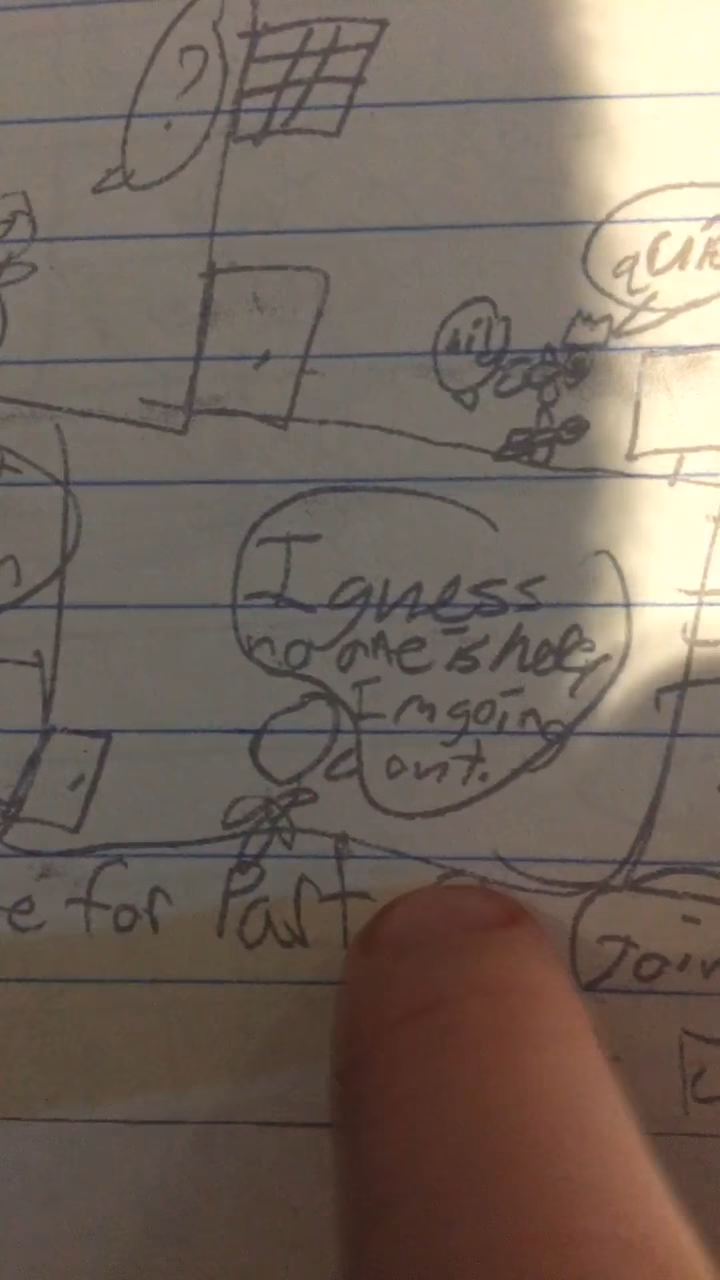 ?
I guess
no one is here,
I'm going
out.
e for Part
Join